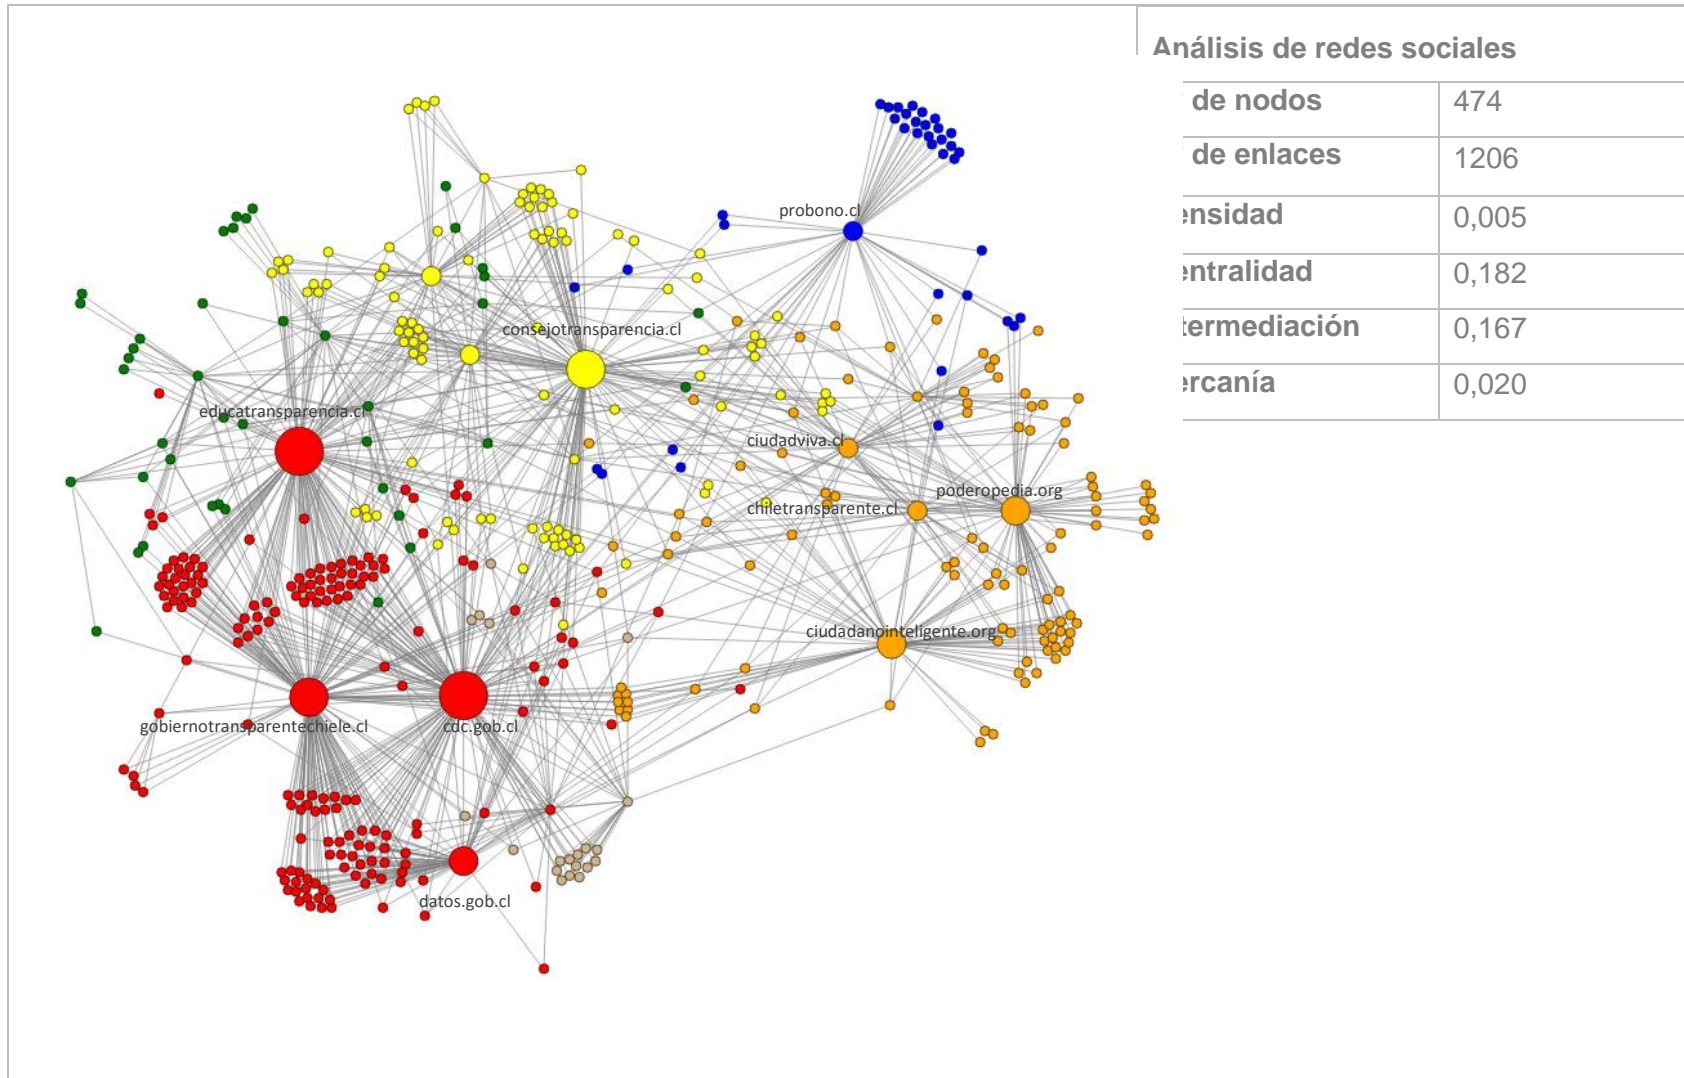 Análisis de redes sociales
de nodos 474
de enlaces 1206
ensidad 0,005
entralidad 0,182
termediación 0,167
ercanía 0,020
probono.cl
consejotransparencia.cl
educatransparencia.cl
ciudadviva.cl
poderopedia.org
chiletransparente.cl
ciudadanointeligente.org
gobiernotransparentechiele.cl
cdc.gob.cl
datos.gob.cl